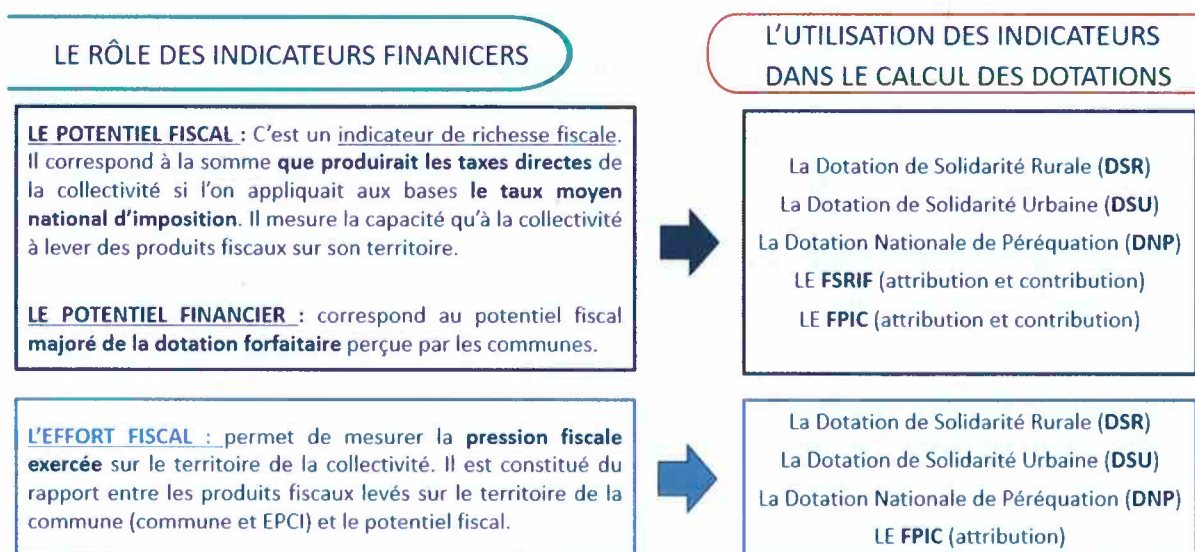 LE RÔLE DES INDICATEURS FINANCIERS
LE POTENTIEL FISCAL : C'est un indicateur de richesse fiscale.
Il correspond à la somme que produirait les taxes directes de
la collectivité si l'on appliquait aux bases le taux moyen
national d'imposition. Il mesure la capacité qu'à la collectivité
à lever des produits fiscaux sur son territoire.
LE POTENTIEL FINANCIER : correspond au potentiel fiscal
majoré de la dotation forfaitaire perçue par les communes.
L'EFFORT FISCAL : permet de mesurer la pression fiscale
exercée sur le territoire de la collectivité. Il est constitué du
rapport entre les produits fiscaux levés sur le territoire de la
commune (commune et EPCI) et le potentiel fiscal.
L'UTILISATION DES INDICATEURS
DANS LE CALCUL DES DOTATIONS
La Dotation de Solidarité Rurale (DSR)
La Dotation de Solidarité Urbaine (DSU)
La Dotation Nationale de Péréquation (DNP)
LE FSRIF (attribution et contribution)
LE FPIC (attribution et contribution)
La Dotation de Solidarité Rurale (DSR)
La Dotation de Solidarité Urbaine (DSU)
La Dotation Nationale de Péréquation (DNP)
LE FPIC (attribution)